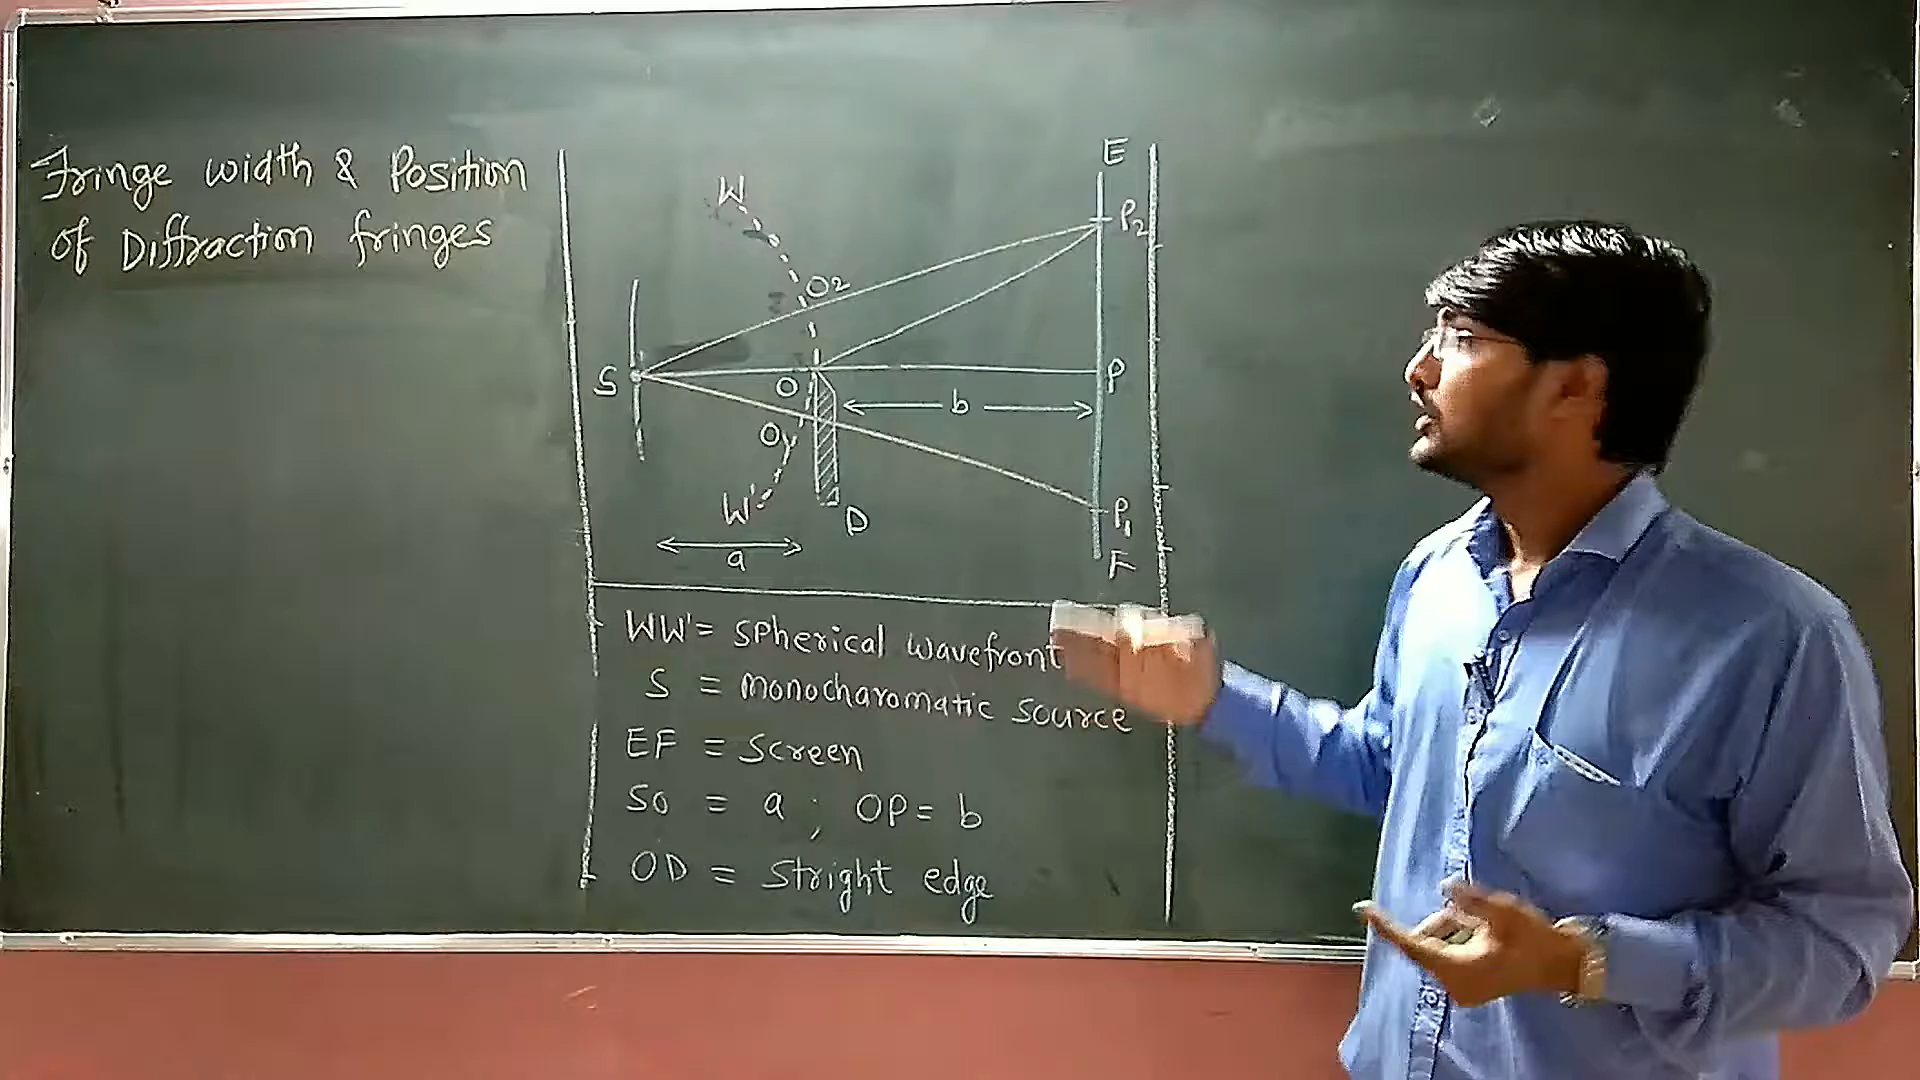 Fringe width & Position
of Diffraction fringes
E
W
P2
O2
S
O
P
b
O1
W'
D
P1
a
F
WW' = Spherical wavefront
S = Monocharomatic source
EF = Screen
SO = a ; OP = b
OD = Stright edge